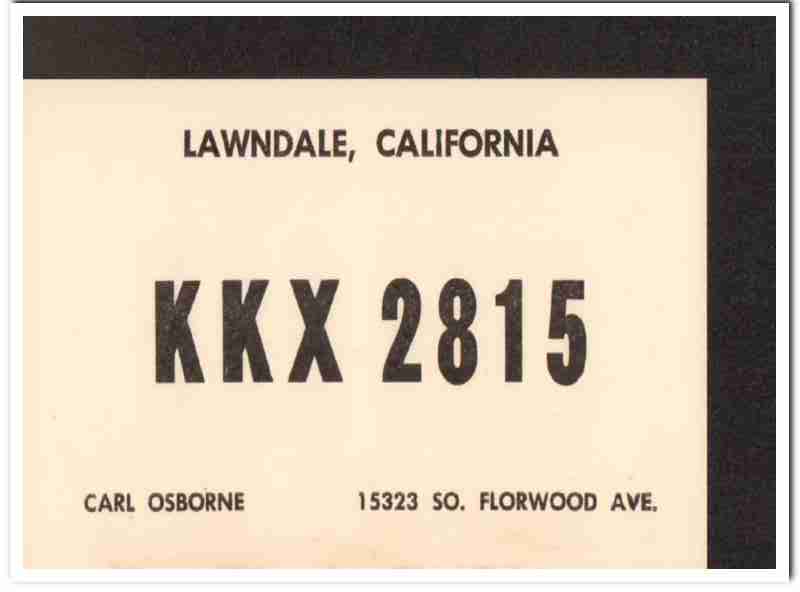 LAWNDALE, CALIFORNIA
KKX 2815
CARL OSBORNE 15323 SO. FLORWOOD AVE.